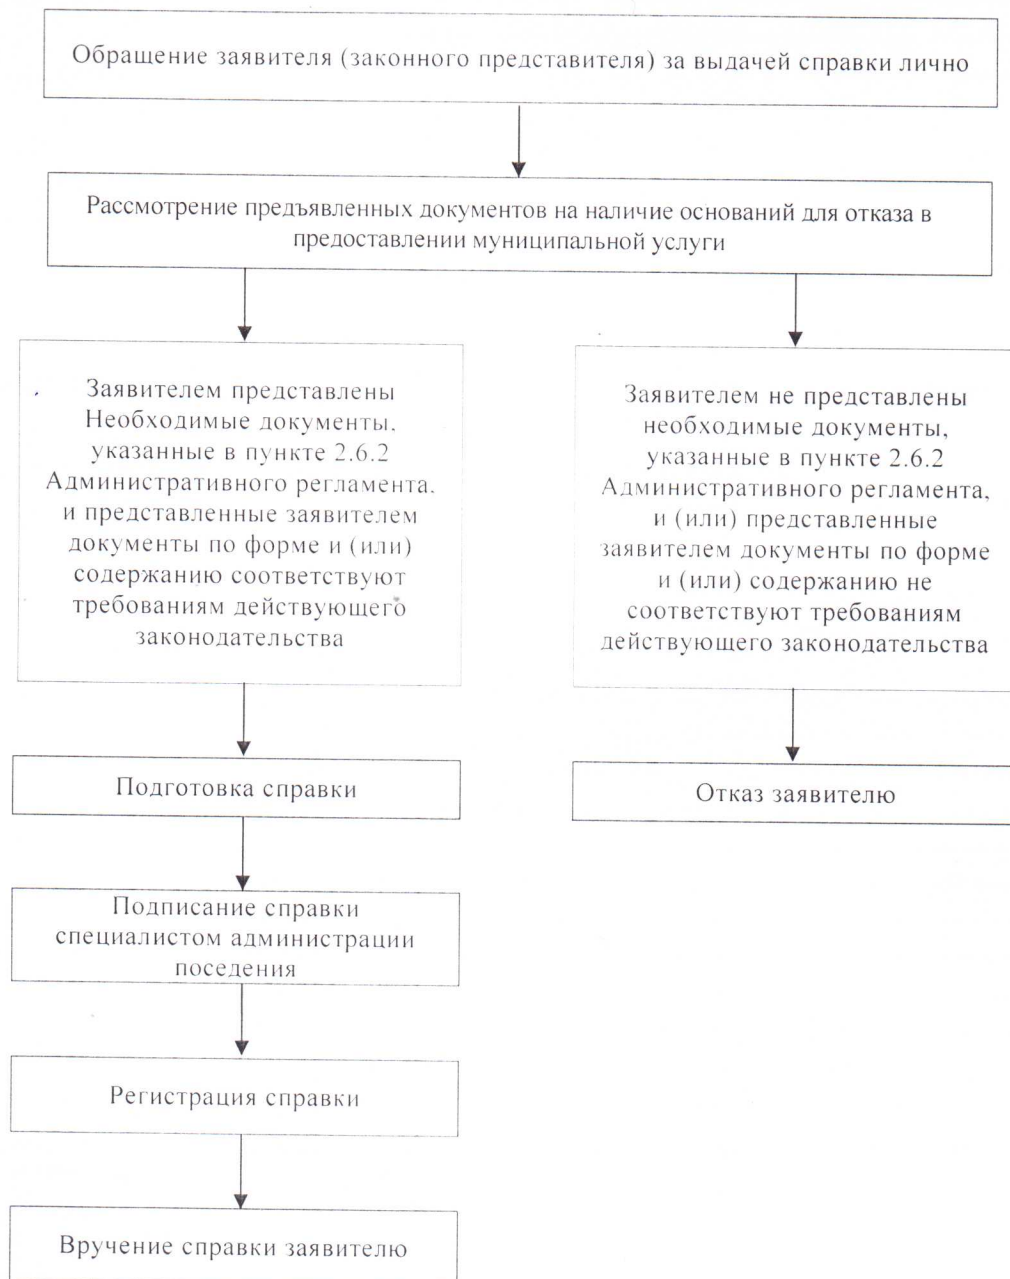 Обращение заявителя (законного представителя) за выдачей справки лично
Рассмотрение предъявленных документов на наличие оснований для отказа в
предоставлении муниципальной услуги
Заявителем представлены
Необходимые документы,
указанные в пункте 2.6.2
Административного регламента,
и представленные заявителем
документы по форме и (или)
содержанию соответствуют
требованиям действующего
законодательства
Заявителем не представлены
необходимые документы,
указанные в пункте 2.6.2
Административного регламента,
и (или) представленные
заявителем документы по форме
и (или) содержанию не
соответствуют требованиям
действующего законодательства
Подготовка справки
Отказ заявителю
Подписание справки
специалистом администрации
поседения
Регистрация справки
Вручение справки заявителю